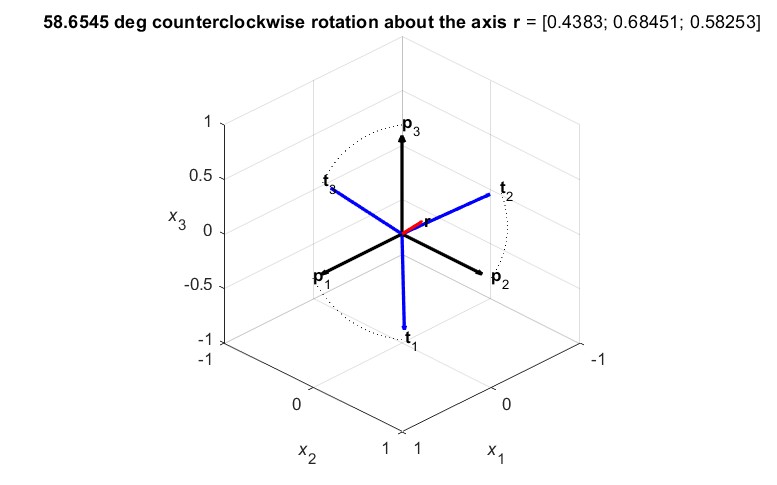 58.6545 deg counterclockwise rotation about the axis r = [0.4383; 0.68451; 0.58253]
p3
1
t3
t2
0.5
x3
r
0
p1
p2
-0.5
t1
-1
-1
-1
0
0
x2
1
1
x1